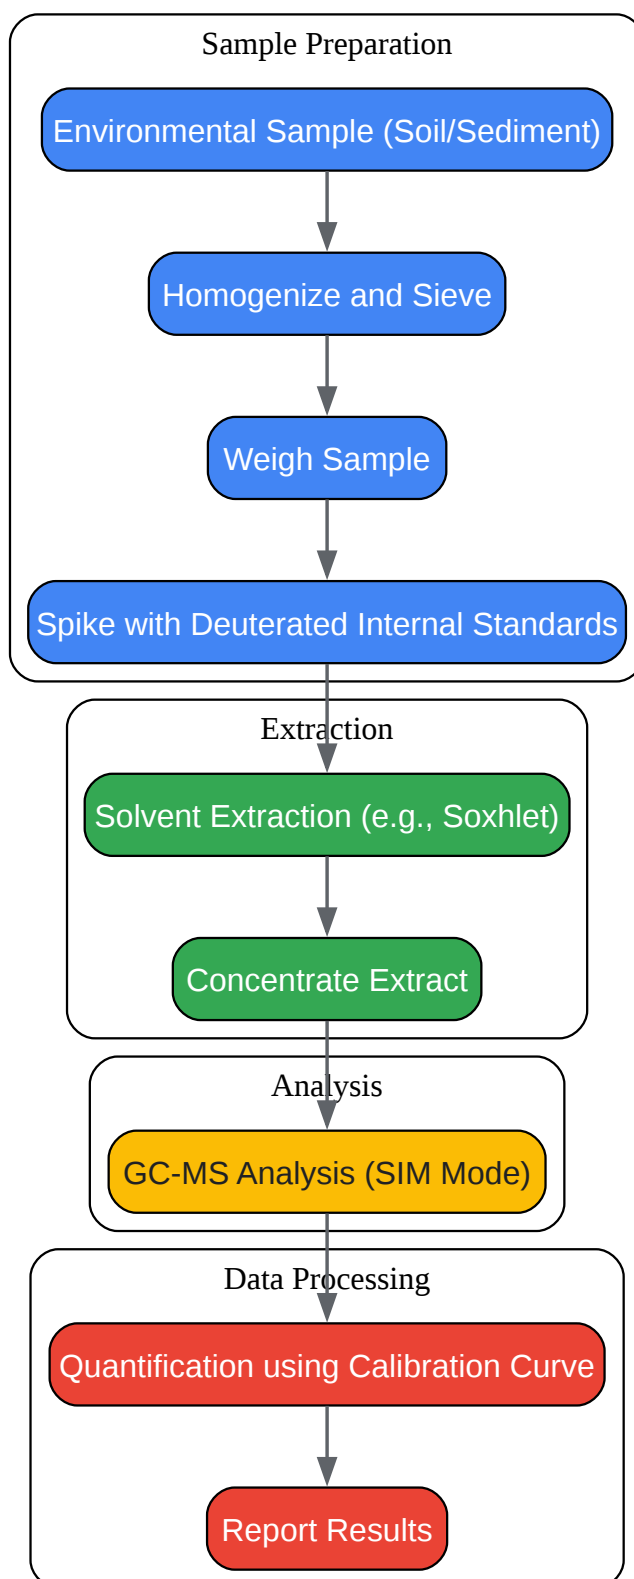 Sample Preparation
Environmental Sample (Soil/Sediment)
Homogenize and Sieve
Weigh Sample
Spike with Deuterated Internal Standards
Extraction
Solvent Extraction (e.g., Soxhlet)
Concentrate Extract
Analysis
GC-MS Analysis (SIM Mode)
Data Processing
Quantification using Calibration Curve
Report Results